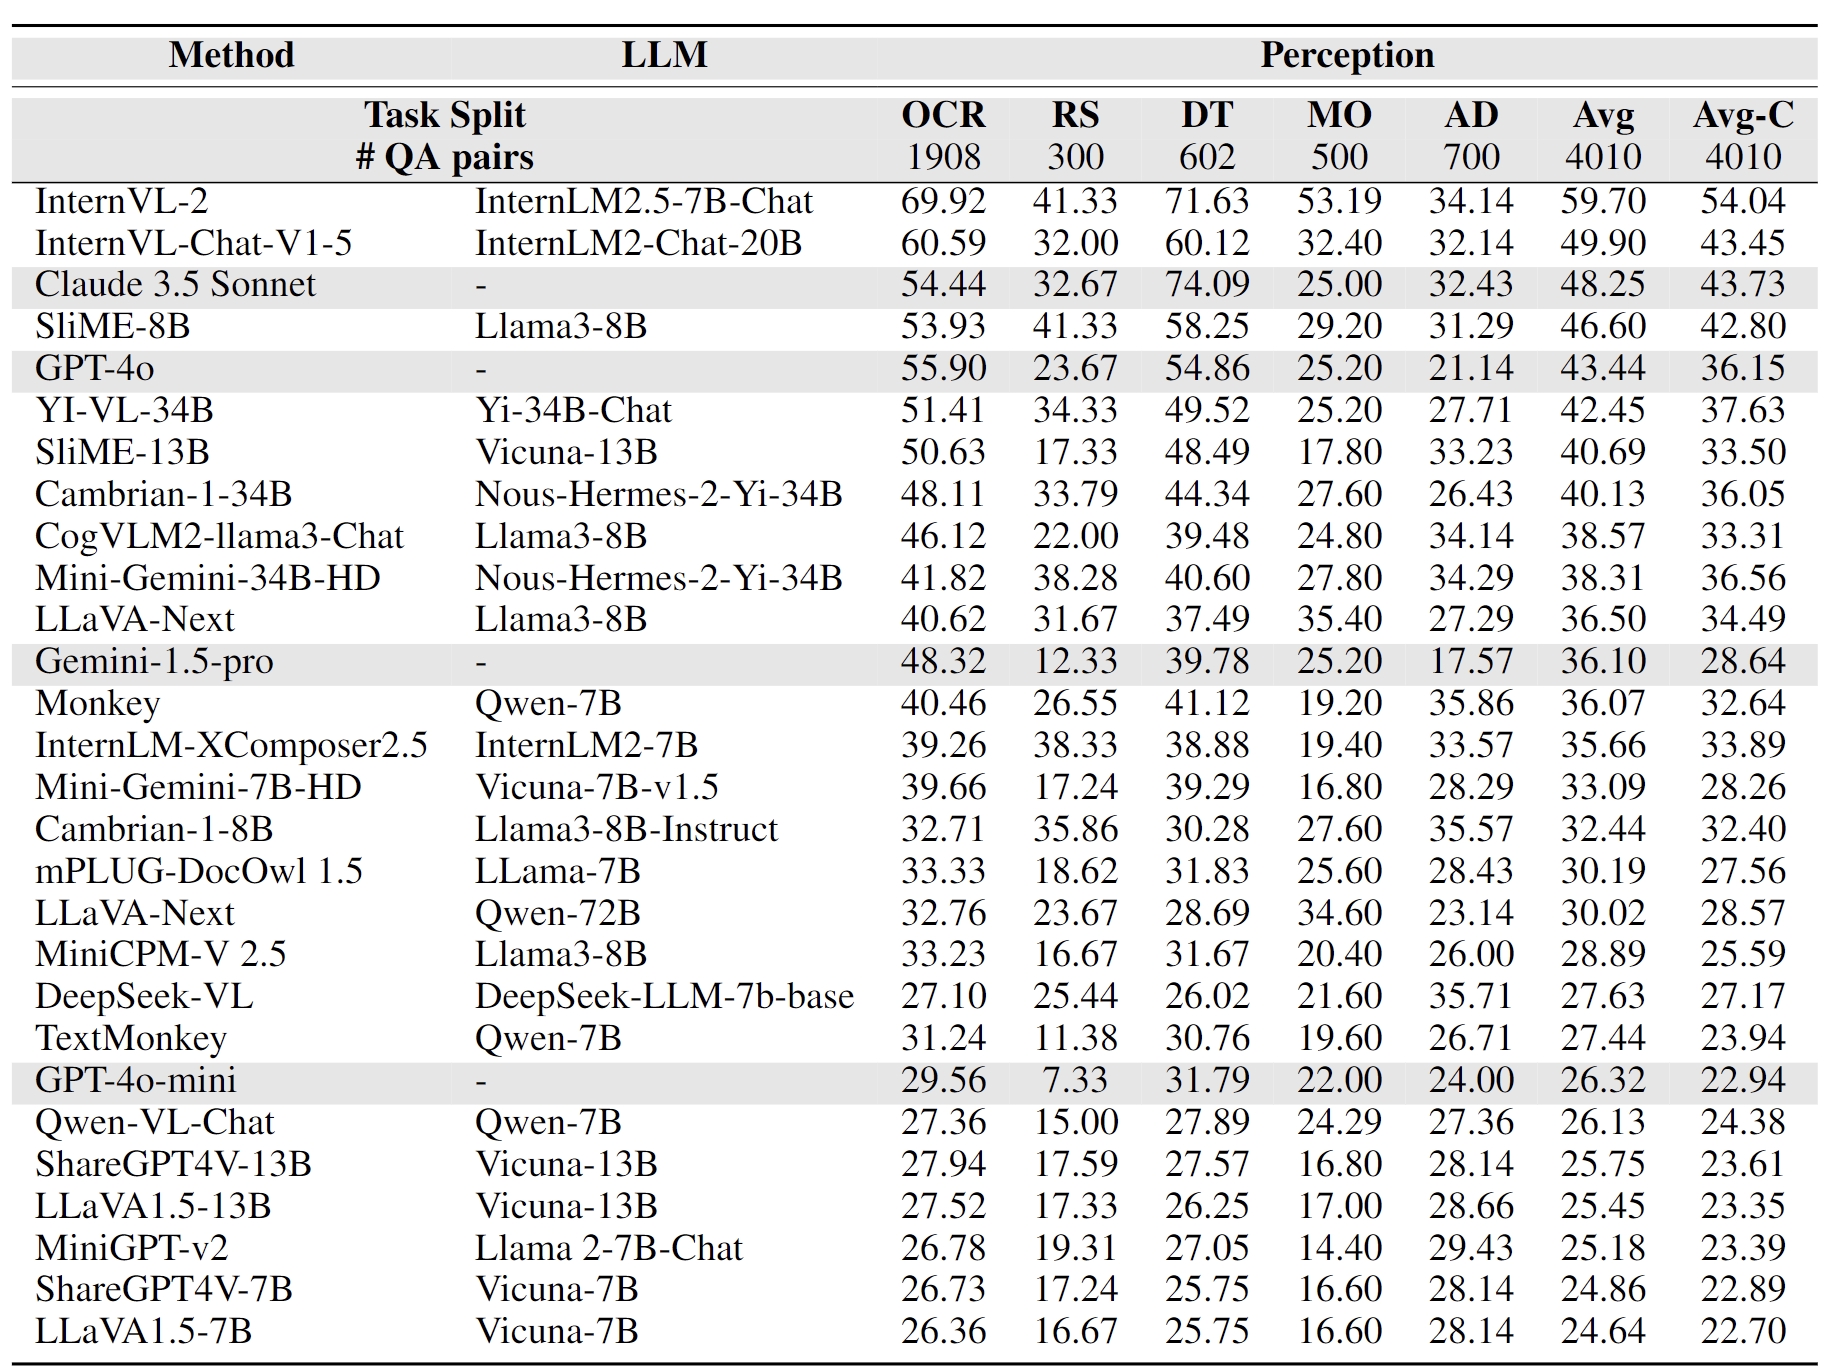 Method LLM Perception
Task Split OCR RS DT MO AD Avg Avg-C
# QA pairs 1908 300 602 500 700 4010 4010
InternVL-2 InternLM2.5-7B-Chat 69.92 41.33 71.63 53.19 34.14 59.70 54.04
InternVL-Chat-V1-5 InternLM2-Chat-20B 60.59 32.00 60.12 32.40 32.14 49.90 43.45
Claude 3.5 Sonnet - 54.44 32.67 74.09 25.00 32.43 48.25 43.73
SliME-8B Llama3-8B 53.93 41.33 58.25 29.20 31.29 46.60 42.80
GPT-4o - 55.90 23.67 54.86 25.20 21.14 43.44 36.15
YI-VL-34B Yi-34B-Chat 51.41 34.33 49.52 25.20 27.71 42.45 37.63
SliME-13B Vicuna-13B 50.63 17.33 48.49 17.80 33.23 40.69 33.50
Cambrian-1-34B Nous-Hermes-2-Yi-34B 48.11 33.79 44.34 27.60 26.43 40.13 36.05
CogVLM2-llama3-Chat Llama3-8B 46.12 22.00 39.48 24.80 34.14 38.57 33.31
Mini-Gemini-34B-HD Nous-Hermes-2-Yi-34B 41.82 38.28 40.60 27.80 34.29 38.31 36.56
LLaVA-Next Llama3-8B 40.62 31.67 37.49 35.40 27.29 36.50 34.49
Gemini-1.5-pro - 48.32 12.33 39.78 25.20 17.57 36.10 28.64
Monkey Qwen-7B 40.46 26.55 41.12 19.20 35.86 36.07 32.64
InternLM-XComposer2.5 InternLM2-7B 39.26 38.33 38.88 19.40 33.57 35.66 33.89
Mini-Gemini-7B-HD Vicuna-7B-v1.5 39.66 17.24 39.29 16.80 28.29 33.09 28.26
Cambrian-1-8B Llama3-8B-Instruct 32.71 35.86 30.28 27.60 35.57 32.44 32.40
mPLUG-DocOwl 1.5 LLama-7B 33.33 18.62 31.83 25.60 28.43 30.19 27.56
LLaVA-Next Qwen-72B 32.76 23.67 28.69 34.60 23.14 30.02 28.57
MiniCPM-V 2.5 Llama3-8B 33.23 16.67 31.67 20.40 26.00 28.89 25.59
DeepSeek-VL DeepSeek-LLM-7b-base 27.10 25.44 26.02 21.60 35.71 27.63 27.17
TextMonkey Qwen-7B 31.24 11.38 30.76 19.60 26.71 27.44 23.94
GPT-4o-mini - 29.56 7.33 31.79 22.00 24.00 26.32 22.94
Qwen-VL-Chat Qwen-7B 27.36 15.00 27.89 24.29 27.36 26.13 24.38
ShareGPT4V-13B Vicuna-13B 27.94 17.59 27.57 16.80 28.14 25.75 23.61
LLaVA1.5-13B Vicuna-13B 27.52 17.33 26.25 17.00 28.66 25.45 23.35
MiniGPT-v2 Llama 2-7B-Chat 26.78 19.31 27.05 14.40 29.43 25.18 23.39
ShareGPT4V-7B Vicuna-7B 26.73 17.24 25.75 16.60 28.14 24.86 22.89
LLaVA1.5-7B Vicuna-7B 26.36 16.67 25.75 16.60 28.14 24.64 22.70